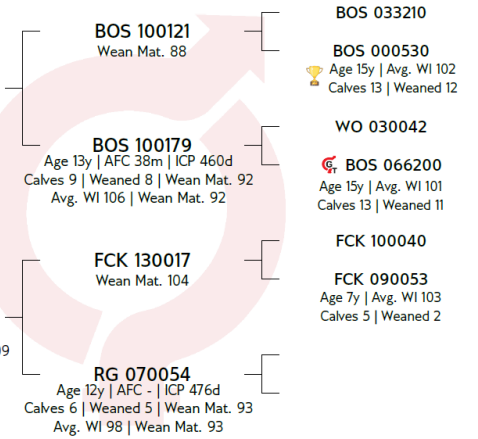 BOS 033210
BOS 100121
Wean Mat. 88
BOS 000530
Age 15y | Avg. WI 102
Calves 13 | Weaned 12
WO 030042
BOS 100179
Age 13y | AFC 38m | ICP 460d
Calves 9 | Weaned 8 | Wean Mat. 92
Avg. WI 106 | Wean Mat. 92
GT BOS 066200
Age 15y | Avg. WI 101
Calves 13 | Weaned 11
FCK 100040
FCK 130017
Wean Mat. 104
FCK 090053
Age 7y | Avg. WI 103
Calves 5 | Weaned 2
9
RG 070054
Age 12y | AFC - | ICP 476d
Calves 6 | Weaned 5 | Wean Mat. 93
Avg. WI 98 | Wean Mat. 93